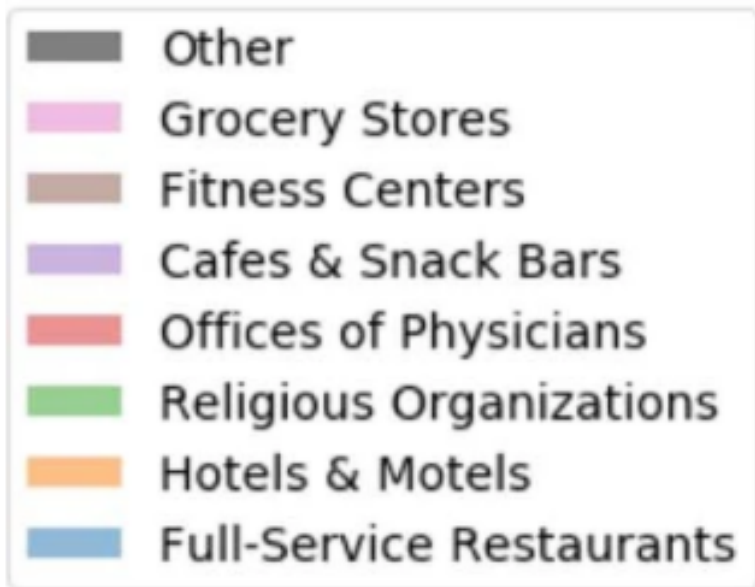 Other
Grocery Stores
Fitness Centers
Cafes & Snack Bars
Offices of Physicians
Religious Organizations
Hotels & Motels
Full-Service Restaurants